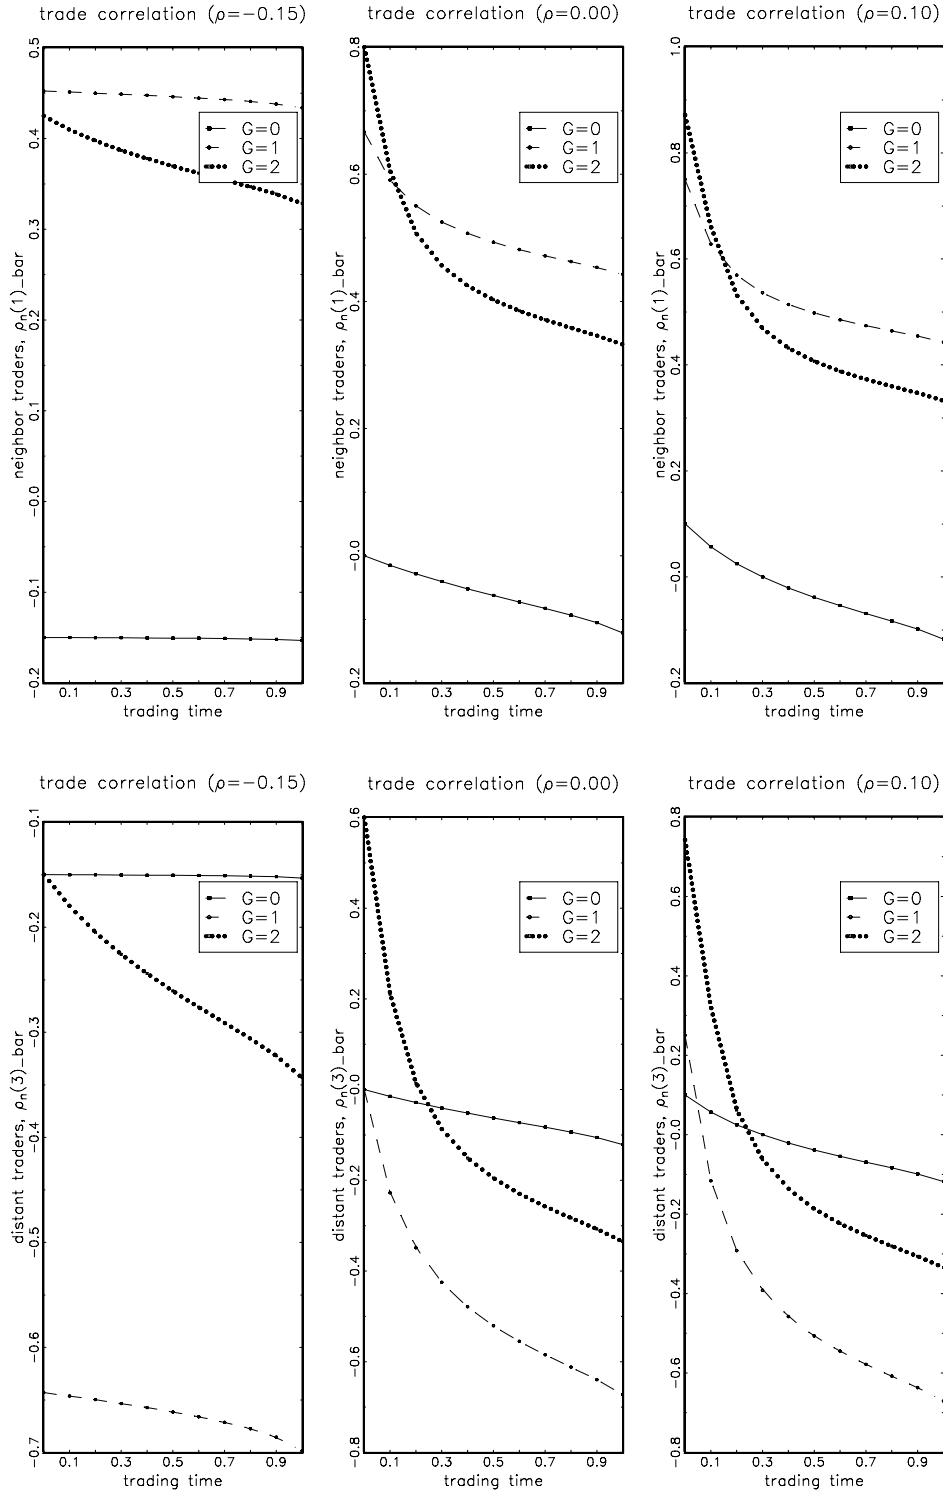 trade correlation (ρ=−0.15)
neighbor traders, ρn(1)_bar
0.5
0.4
0.3
0.2
0.1
−0.0
−0.1
−0.2
G=0
G=1
G=2
0.1 0.3 0.5 0.7 0.9
trading time
trade correlation (ρ=0.00)
neighbor traders, ρn(1)_bar
0.8
0.6
0.4
0.2
−0.0
−0.2
G=0
G=1
G=2
0.1 0.3 0.5 0.7 0.9
trading time
trade correlation (ρ=0.10)
neighbor traders, ρn(1)_bar
1.0
0.8
0.6
0.4
0.2
−0.0
−0.2
G=0
G=1
G=2
0.1 0.3 0.5 0.7 0.9
trading time
trade correlation (ρ=−0.15)
distant traders, ρn(3)_bar
−0.1
−0.2
−0.3
−0.4
−0.5
−0.6
−0.7
G=0
G=1
G=2
0.1 0.3 0.5 0.7 0.9
trading time
trade correlation (ρ=0.00)
distant traders, ρn(3)_bar
0.6
0.4
0.2
−0.0
−0.2
−0.4
−0.6
−0.8
G=0
G=1
G=2
0.1 0.3 0.5 0.7 0.9
trading time
trade correlation (ρ=0.10)
distant traders, ρn(3)_bar
0.8
0.6
0.4
0.2
−0.0
−0.2
−0.4
−0.6
−0.8
G=0
G=1
G=2
0.1 0.3 0.5 0.7 0.9
trading time